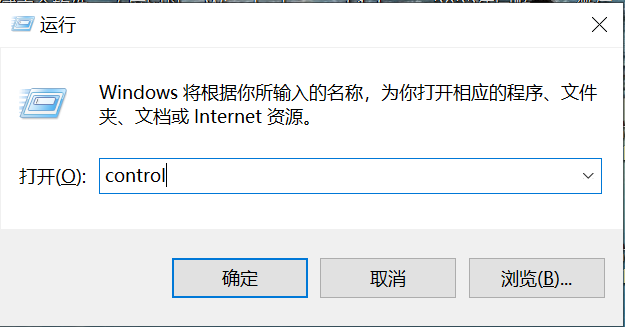 运行
Windows 将根据你所输入的名称，为你打开相应的程序、文件
夹、文档或 Internet 资源。
打开(O): control
确定 取消 浏览(B)...